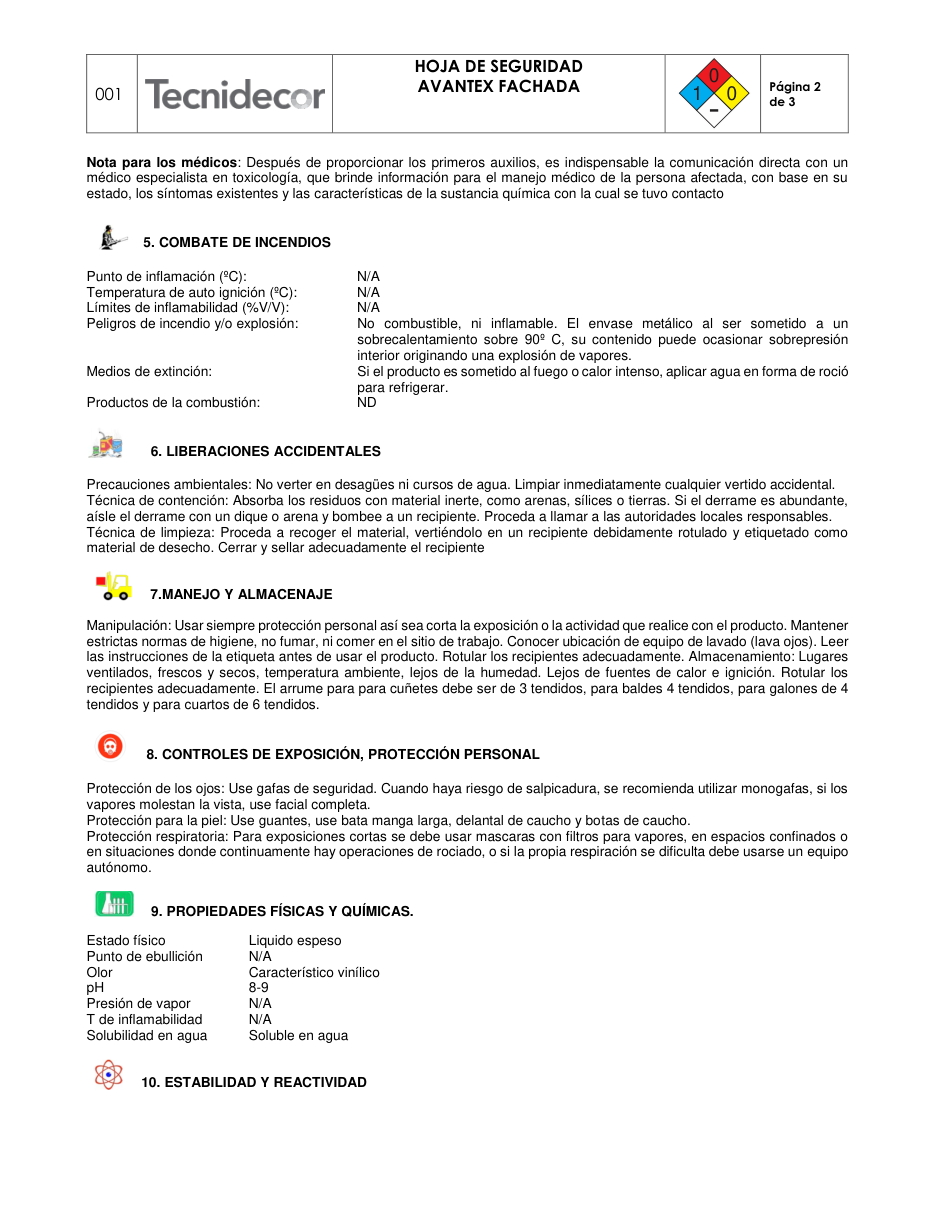 001
Tecnidecor
HOJA DE SEGURIDAD
AVANTEX FACHADA
0
1
0
–
Página 2
de 3
Nota para los médicos: Después de proporcionar los primeros auxilios, es indispensable la comunicación directa con un
médico especialista en toxicología, que brinde información para el manejo médico de la persona afectada, con base en su
estado, los síntomas existentes y las características de la sustancia química con la cual se tuvo contacto
5. COMBATE DE INCENDIOS
Punto de inflamación (ºC): N/A
Temperatura de auto ignición (ºC): N/A
Límites de inflamabilidad (%V/V): N/A
Peligros de incendio y/o explosión: No combustible, ni inflamable. El envase metálico al ser sometido a un
sobrecalentamiento sobre 90º C, su contenido puede ocasionar sobrepresión
interior originando una explosión de vapores.
Medios de extinción: Si el producto es sometido al fuego o calor intenso, aplicar agua en forma de roció
para refrigerar.
Productos de la combustión: ND
6. LIBERACIONES ACCIDENTALES
Precauciones ambientales: No verter en desagües ni cursos de agua. Limpiar inmediatamente cualquier vertido accidental.
Técnica de contención: Absorba los residuos con material inerte, como arenas, sílices o tierras. Si el derrame es abundante,
aísle el derrame con un dique o arena y bombee a un recipiente. Proceda a llamar a las autoridades locales responsables.
Técnica de limpieza: Proceda a recoger el material, vertiéndolo en un recipiente debidamente rotulado y etiquetado como
material de desecho. Cerrar y sellar adecuadamente el recipiente
7.MANEJO Y ALMACENAJE
Manipulación: Usar siempre protección personal así sea corta la exposición o la actividad que realice con el producto. Mantener
estrictas normas de higiene, no fumar, ni comer en el sitio de trabajo. Conocer ubicación de equipo de lavado (lava ojos). Leer
las instrucciones de la etiqueta antes de usar el producto. Rotular los recipientes adecuadamente. Almacenamiento: Lugares
ventilados, frescos y secos, temperatura ambiente, lejos de la humedad. Lejos de fuentes de calor e ignición. Rotular los
recipientes adecuadamente. El arrume para para cuñetes debe ser de 3 tendidos, para baldes 4 tendidos, para galones de 4
tendidos y para cuartos de 6 tendidos.
8. CONTROLES DE EXPOSICIÓN, PROTECCIÓN PERSONAL
Protección de los ojos: Use gafas de seguridad. Cuando haya riesgo de salpicadura, se recomienda utilizar monogafas, si los
vapores molestan la vista, use facial completa.
Protección para la piel: Use guantes, use bata manga larga, delantal de caucho y botas de caucho.
Protección respiratoria: Para exposiciones cortas se debe usar mascaras con filtros para vapores, en espacios confinados o
en situaciones donde continuamente hay operaciones de rociado, o si la propia respiración se dificulta debe usarse un equipo
autónomo.
9. PROPIEDADES FÍSICAS Y QUÍMICAS.
Estado físico Liquido espeso
Punto de ebullición N/A
Olor Característico vinílico
pH 8-9
Presión de vapor N/A
T de inflamabilidad N/A
Solubilidad en agua Soluble en agua
10. ESTABILIDAD Y REACTIVIDAD